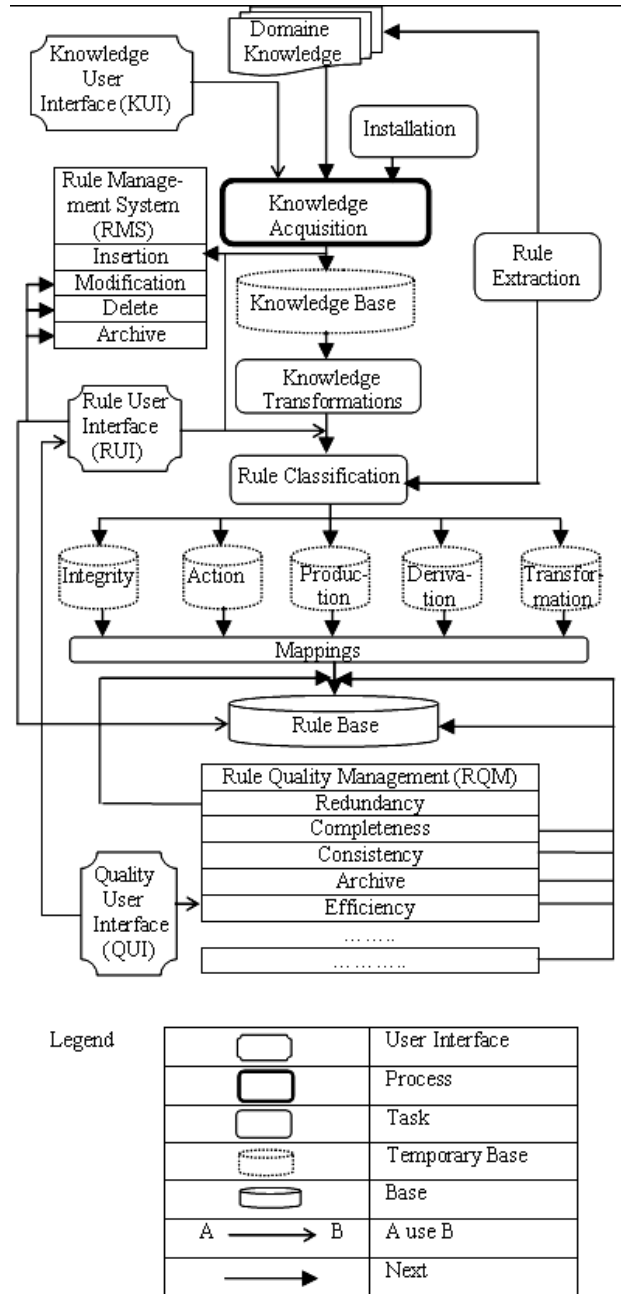 Domaine
Knowledge
Knowledge
User
Interface (KUI)
Installation
Rule Manage-
ment System
(RMS)
Insertion
Modification
Delete
Archive
Knowledge
Acquisition
Rule
Extraction
Knowledge Base
Knowledge
Transformations
Rule User
Interface
(RUI)
Rule Classification
Integrity
Action
Produc-
tion
Deriva-
tion
Transfor-
mation
Mappings
Rule Base
Rule Quality Management (RQM)
Redundancy
Completeness
Consistency
Archive
Efficiency
… …..
… … …..
Quality
User
Interface
(QUI)
Legend
User Interface
Process
Task
Temporary Base
Base
A B A use B
Next